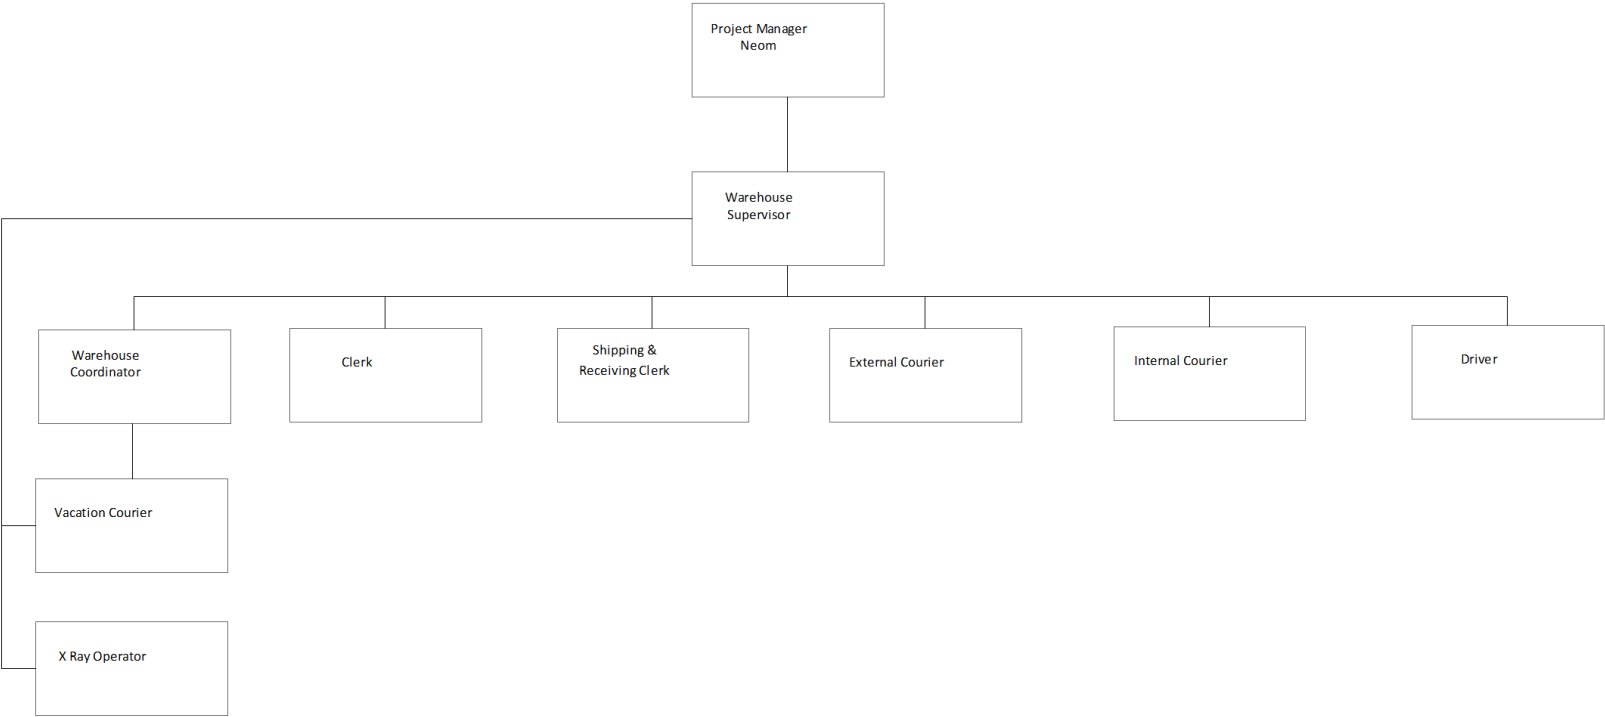 Project Manager
Neom
Warehouse
Supervisor
Warehouse
Coordinator
Clerk
Shipping &
Receiving Clerk
External Courier
Internal Courier
Driver
Vacation Courier
X Ray Operator